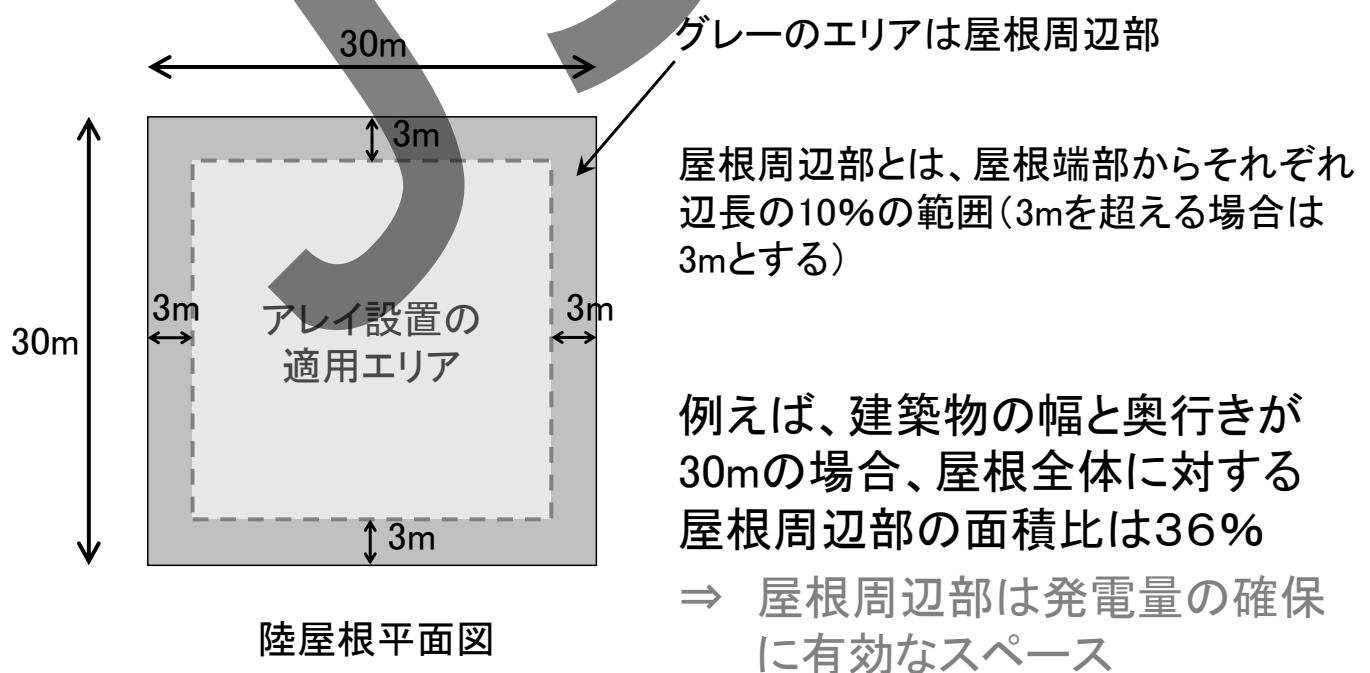 グレーのエリアは屋根周辺部
30m
3m
屋根周辺部とは、屋根端部からそれぞれ
辺長の10%の範囲(3mを超える場合は
3mとする)
3m
3m
30m
アレイ設置の
適用エリア
例えば、建築物の幅と奥行きが
30mの場合、屋根全体に対する
屋根周辺部の面積比は36%
3m
⇒ 屋根周辺部は発電量の確保
に有効なスペース
陸屋根平面図